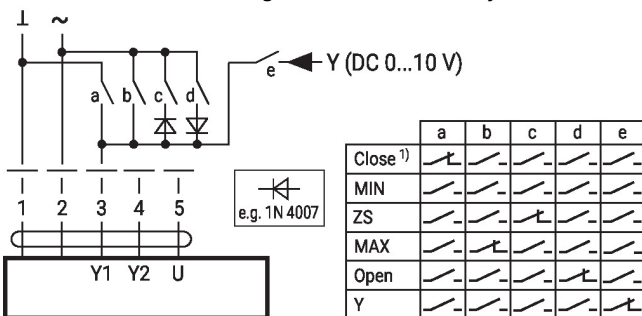 ⊥ ~
e Y (DC 0...10 V)
a b c d
1 2 3 4 5
e.g. 1N 4007
Y1 Y2 U
a b c d e
Close 1)
MIN
ZS
MAX
Open
Y